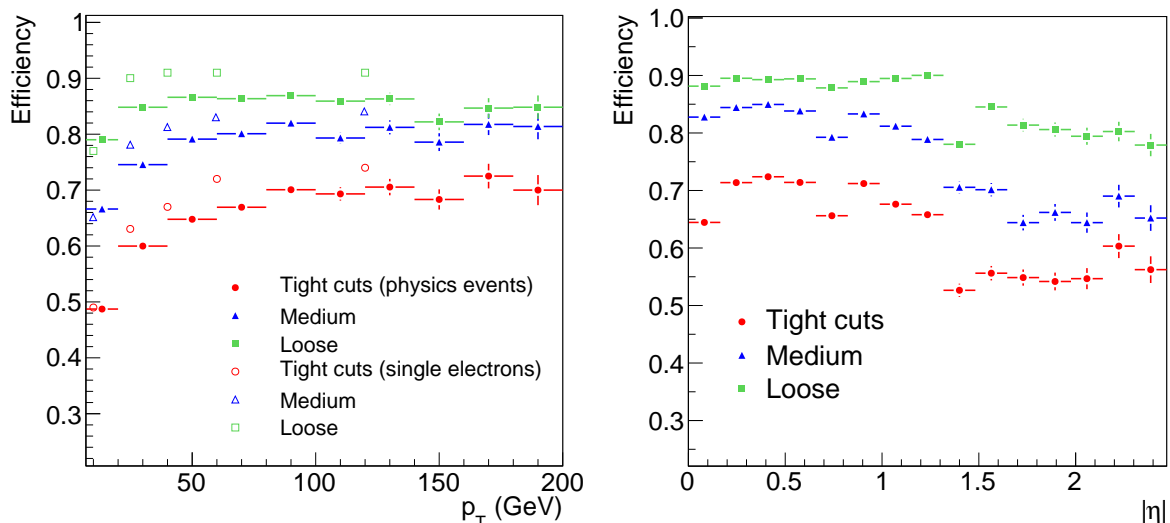 Efficiency
1
0.9
0.8
0.7
0.6
0.5
0.4
0.3
Tight cuts (physics events)
Medium
Loose
Tight cuts (single electrons)
Medium
Loose
50 100 150 200
p_T (GeV)
Efficiency
1.0
0.9
0.8
0.7
0.6
0.5
0.4
0.3
Tight cuts
Medium
Loose
0 0.5 1 1.5 2
|η|